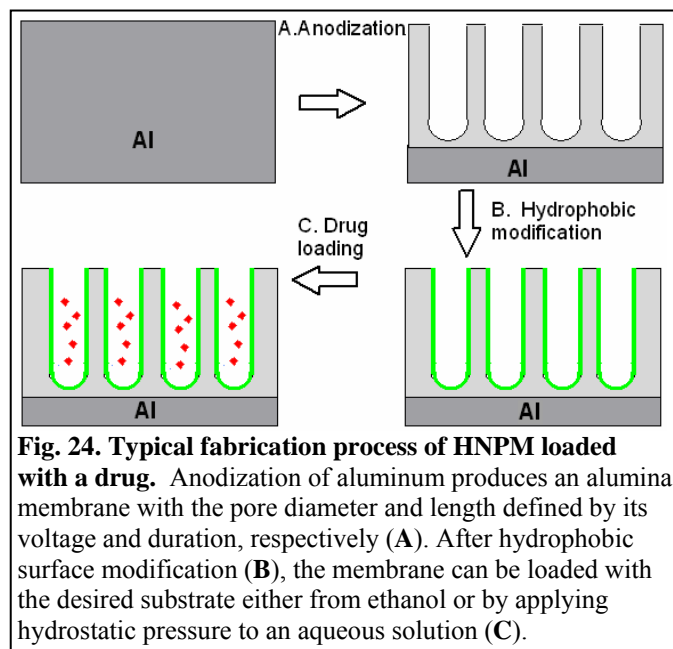 A.Anodization
Al
Al
B. Hydrophobic
modification
C. Drug
loading
Al
Al
Fig. 24. Typical fabrication process of HNPM loaded
with a drug. Anodization of aluminum produces an alumina
membrane with the pore diameter and length defined by its
voltage and duration, respectively (A). After hydrophobic
surface modification (B), the membrane can be loaded with
the desired substrate either from ethanol or by applying
hydrostatic pressure to an aqueous solution (C).